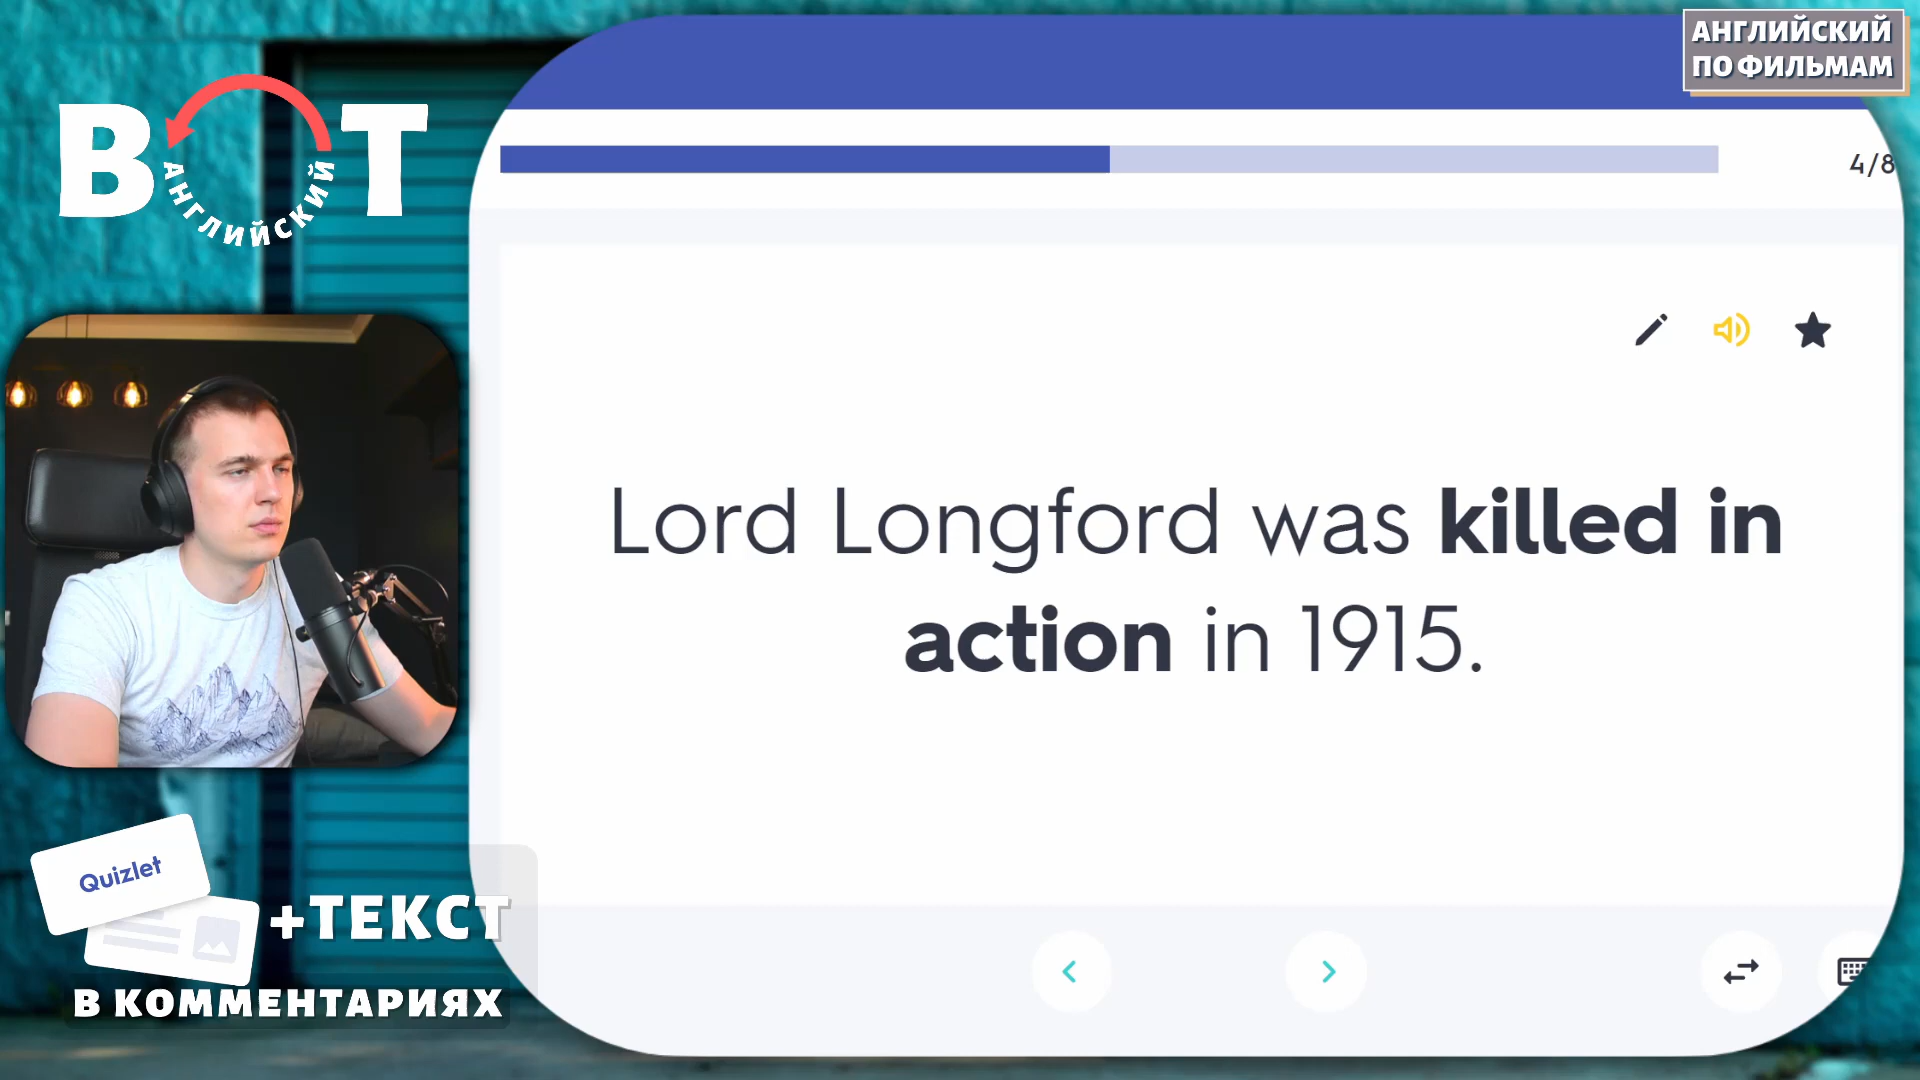 АНГЛИЙСКИЙ
ПО ФИЛЬМАМ
В Т
АНГЛИЙСКИЙ
4/8
Lord Longford was killed in
action in 1915.
Quizlet
+ТЕКСТ
В КОММЕНТАРИЯХ